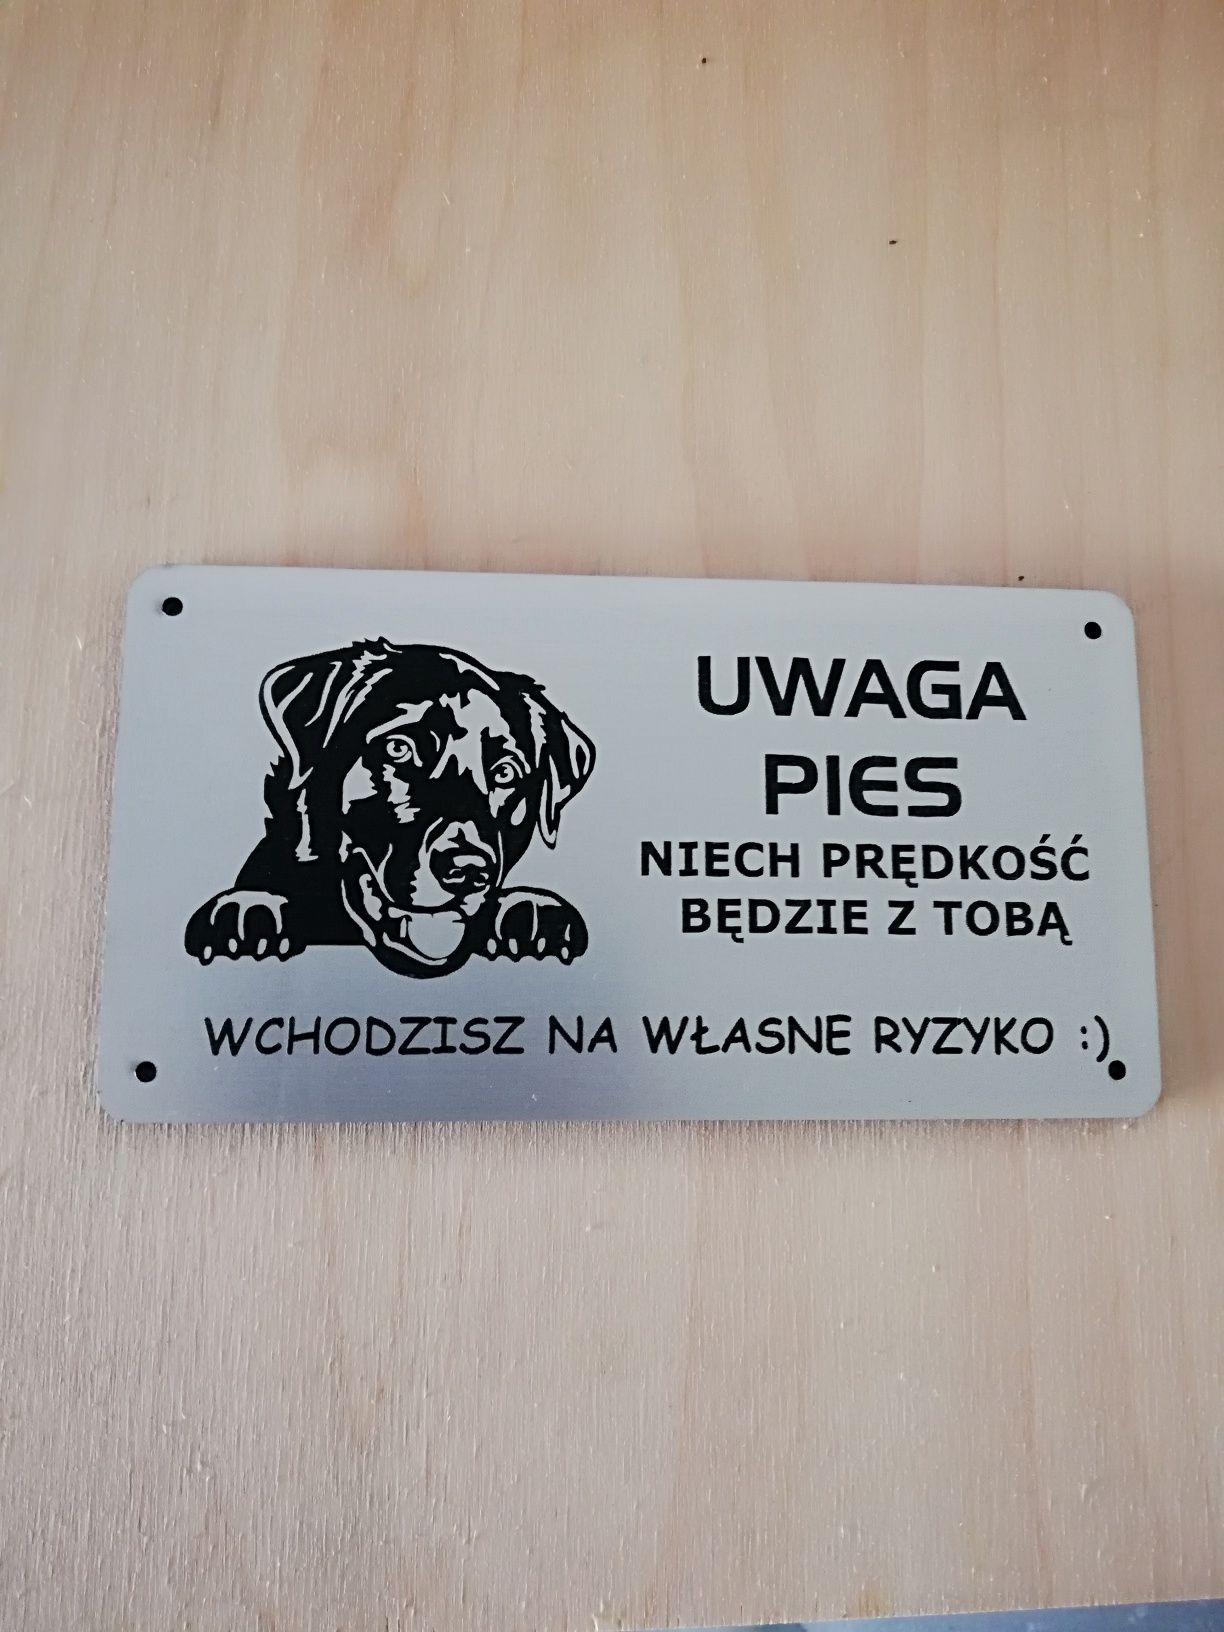 UWAGA
PIES
NIECH PRĘDKOŚĆ
BĘDZIE Z TOBĄ
WCHODZISZ NA WŁASNE RYZYKO :)